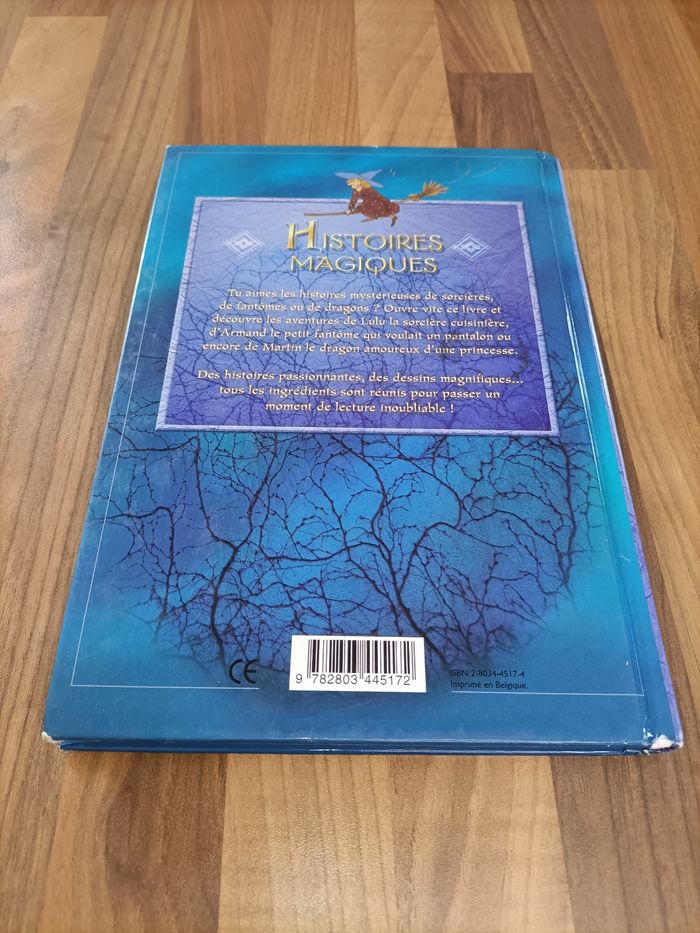 HISTOIRES
MAGIQUES
Tu aimes les histoires mystérieuses de sorcières,
de fantômes ou de dragons ? Ouvre vite ce livre et
découvre les aventures de Lulu la sorcière cuisinière,
d'Armand le petit fantôme qui voulait un pantalon ou
encore de Martin le dragon amoureux d'une princesse.
Des histoires passionnantes, des dessins magnifiques...
tous les ingrédients sont réunis pour passer un
moment de lecture inoubliable !
CE
9 782803 445172
ISBN 2-8034-4517-4
Imprimé en Belgique.